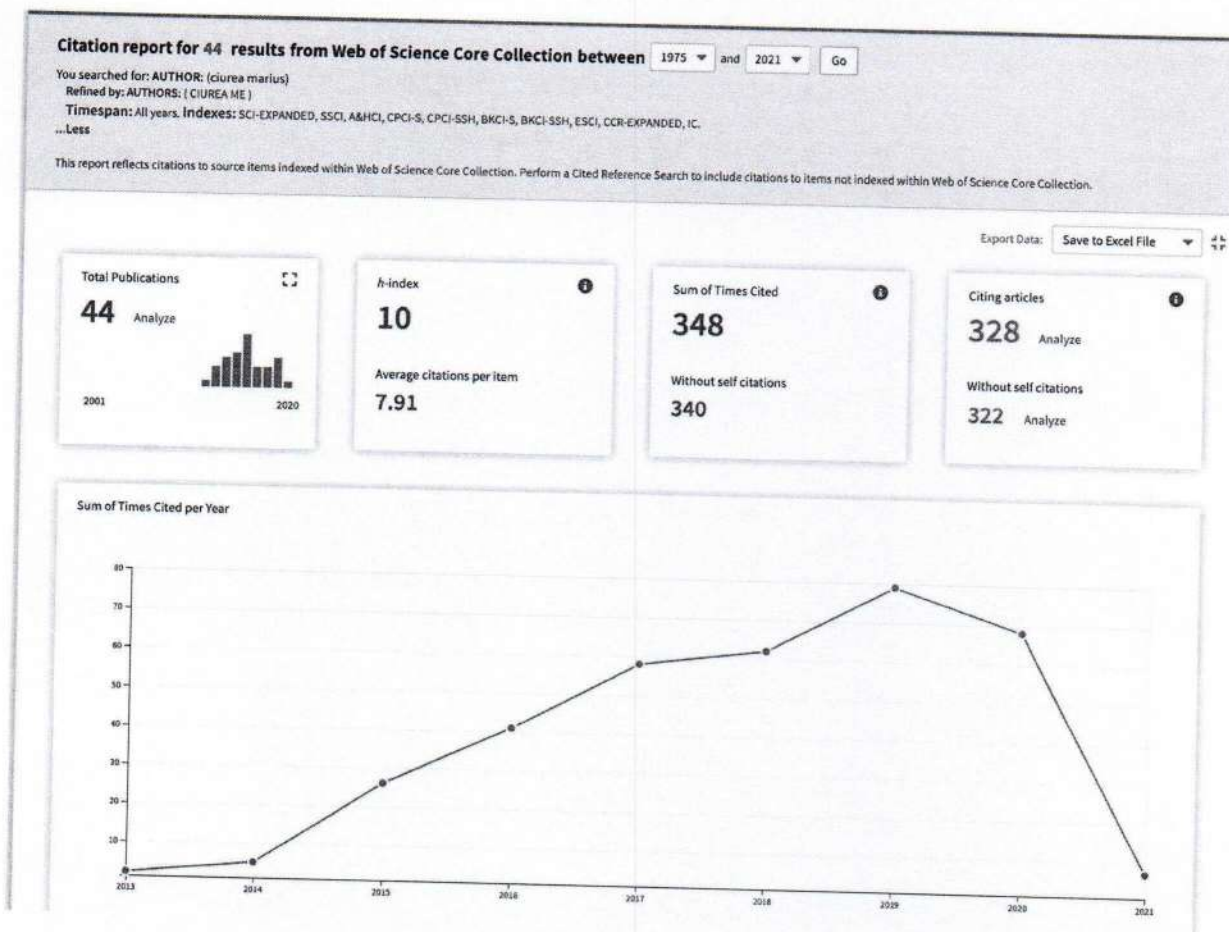 Citation report for 44 results from Web of Science Core Collection between 1975 and 2021 Go
You searched for: AUTHOR: (ciurea marius)
Refined by: AUTHORS: ( CIUREA ME )
Timespan: All years. Indexes: SCI-EXPANDED, SSCI, A&HCI, CPCI-S, CPCI-SSH, BKCI-S, BKCI-SSH, ESCI, CCR-EXPANDED, IC.
...Less
This report reflects citations to source items indexed within Web of Science Core Collection. Perform a Cited Reference Search to include citations to items not indexed within Web of Science Core Collection.
Export Data: Save to Excel File
Total Publications
44 Analyze
2001 2020
h-index
10
Average citations per item
7.91
Sum of Times Cited
348
Without self citations
340
Citing articles
328 Analyze
Without self citations
322 Analyze
Sum of Times Cited per Year
80
70
60
50
40
30
20
10
2013 2014 2015 2016 2017 2018 2019 2020 2021